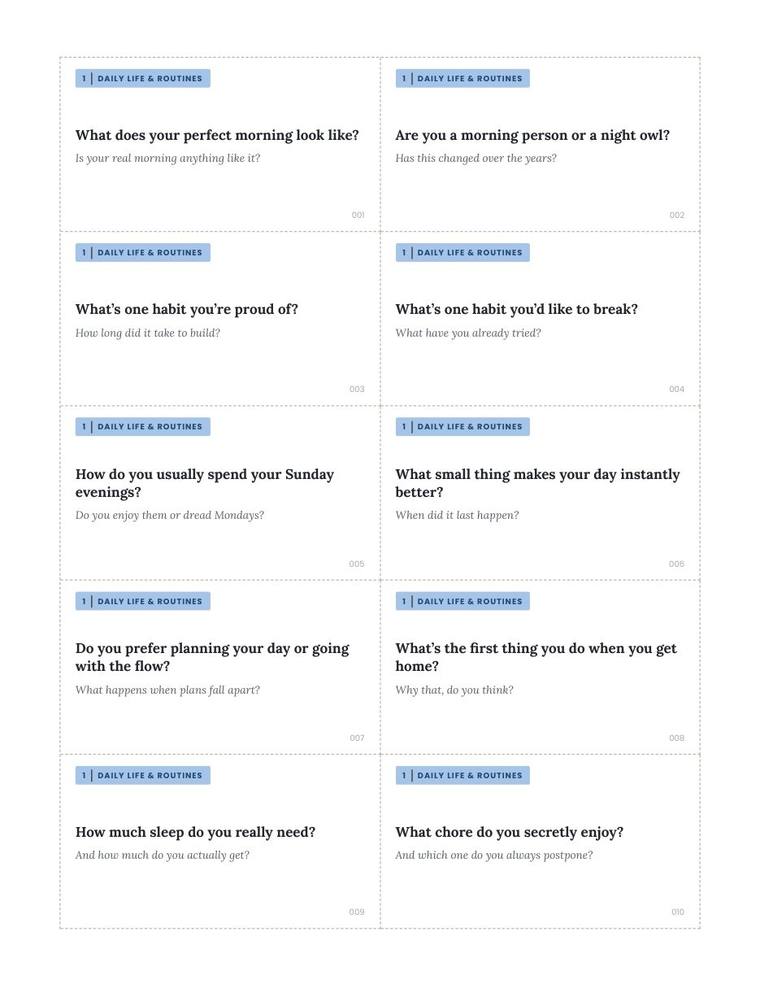 1 | DAILY LIFE & ROUTINES
What does your perfect morning look like?
Is your real morning anything like it?
001
1 | DAILY LIFE & ROUTINES
Are you a morning person or a night owl?
Has this changed over the years?
002
1 | DAILY LIFE & ROUTINES
What’s one habit you’re proud of?
How long did it take to build?
003
1 | DAILY LIFE & ROUTINES
What’s one habit you’d like to break?
What have you already tried?
004
1 | DAILY LIFE & ROUTINES
How do you usually spend your Sunday
evenings?
Do you enjoy them or dread Mondays?
005
1 | DAILY LIFE & ROUTINES
What small thing makes your day instantly
better?
When did it last happen?
006
1 | DAILY LIFE & ROUTINES
Do you prefer planning your day or going
with the flow?
What happens when plans fall apart?
007
1 | DAILY LIFE & ROUTINES
What’s the first thing you do when you get
home?
Why that, do you think?
008
1 | DAILY LIFE & ROUTINES
How much sleep do you really need?
And how much do you actually get?
009
1 | DAILY LIFE & ROUTINES
What chore do you secretly enjoy?
And which one do you always postpone?
010